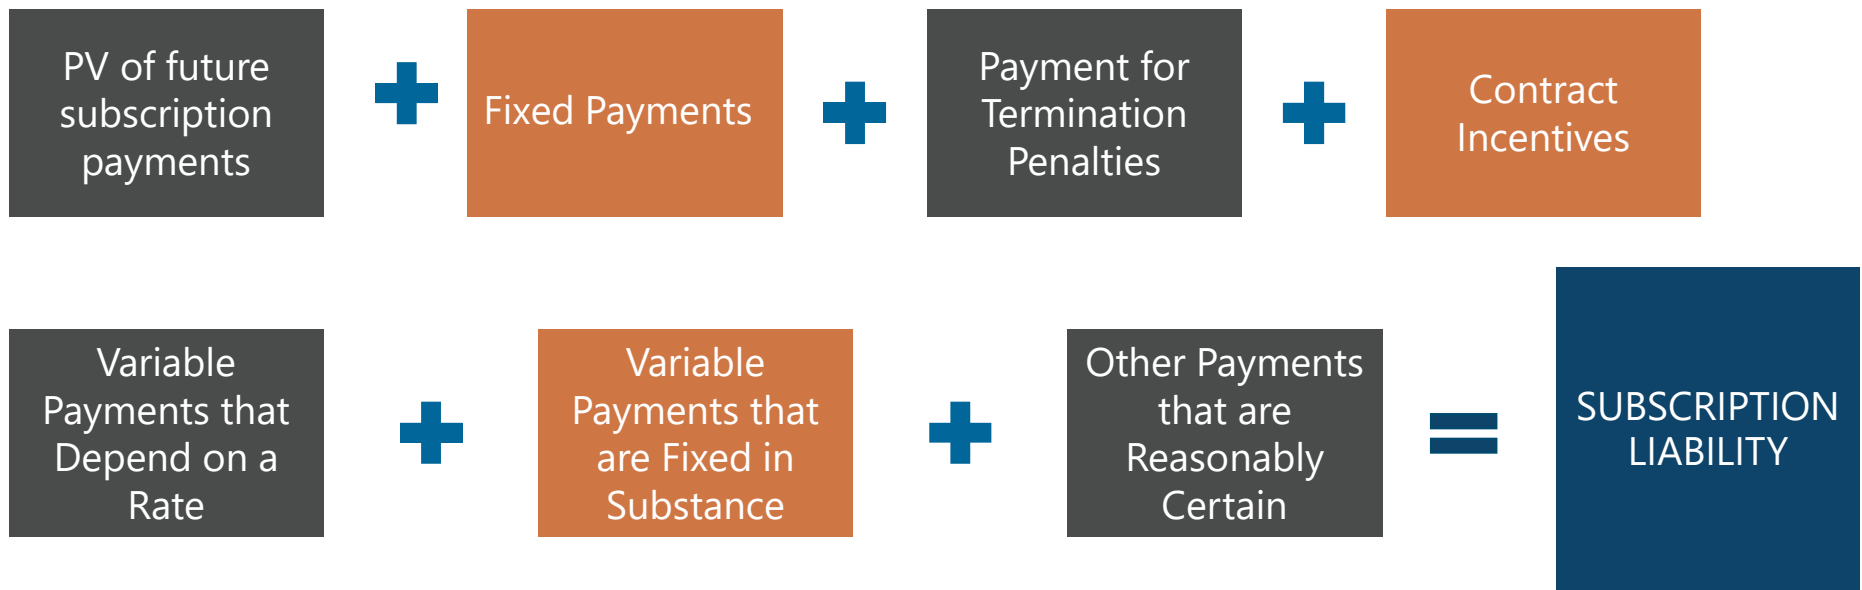 PV of future
subscription
payments
Fixed Payments
Payment for
Termination
Penalties
Contract
Incentives
Variable
Payments that
Depend on a
Rate
Variable
Payments that
are Fixed in
Substance
Other Payments
that are
Reasonably
Certain
SUBSCRIPTION
LIABILITY